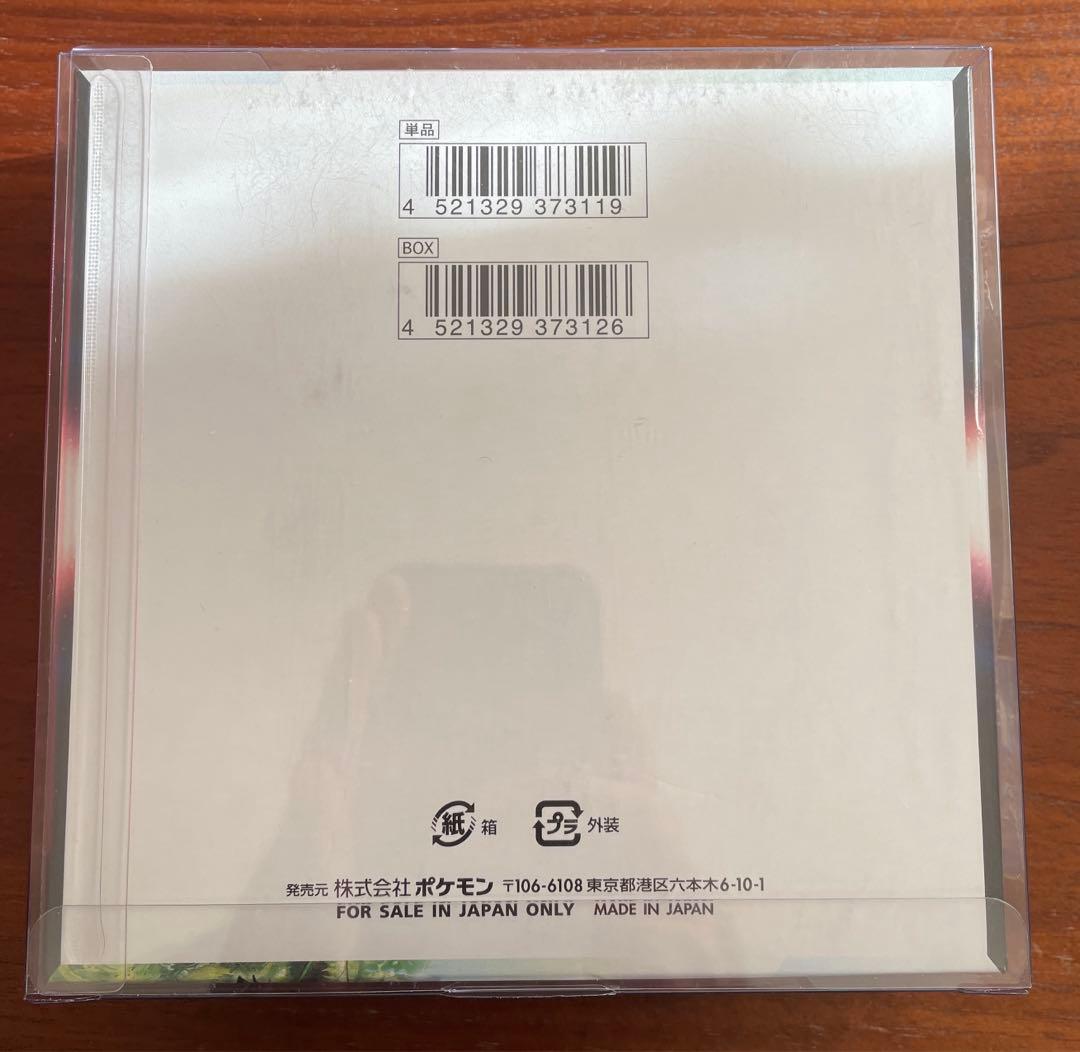 単品
4 521329 373119
BOX
4 521329 373126
紙 箱 プラ 外装
発売元 株式会社 ポケモン 〒106-6108 東京都港区六本木6-10-1
FOR SALE IN JAPAN ONLY MADE IN JAPAN